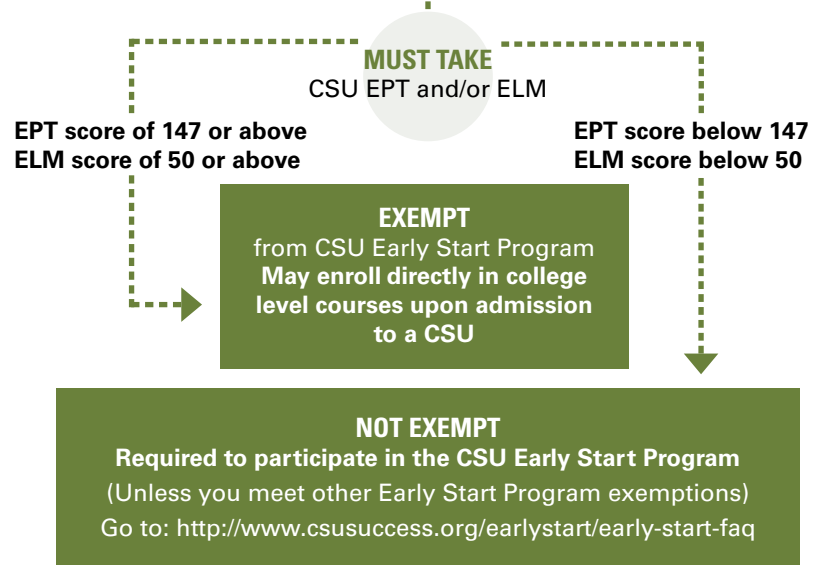 MUST TAKE
CSU EPT and/or ELM
EPT score of 147 or above
ELM score of 50 or above
EPT score below 147
ELM score below 50
EXEMPT
from CSU Early Start Program
May enroll directly in college
level courses upon admission
to a CSU
NOT EXEMPT
Required to participate in the CSU Early Start Program
(Unless you meet other Early Start Program exemptions)
Go to: http://www.csusuccess.org/earlystart/early-start-faq